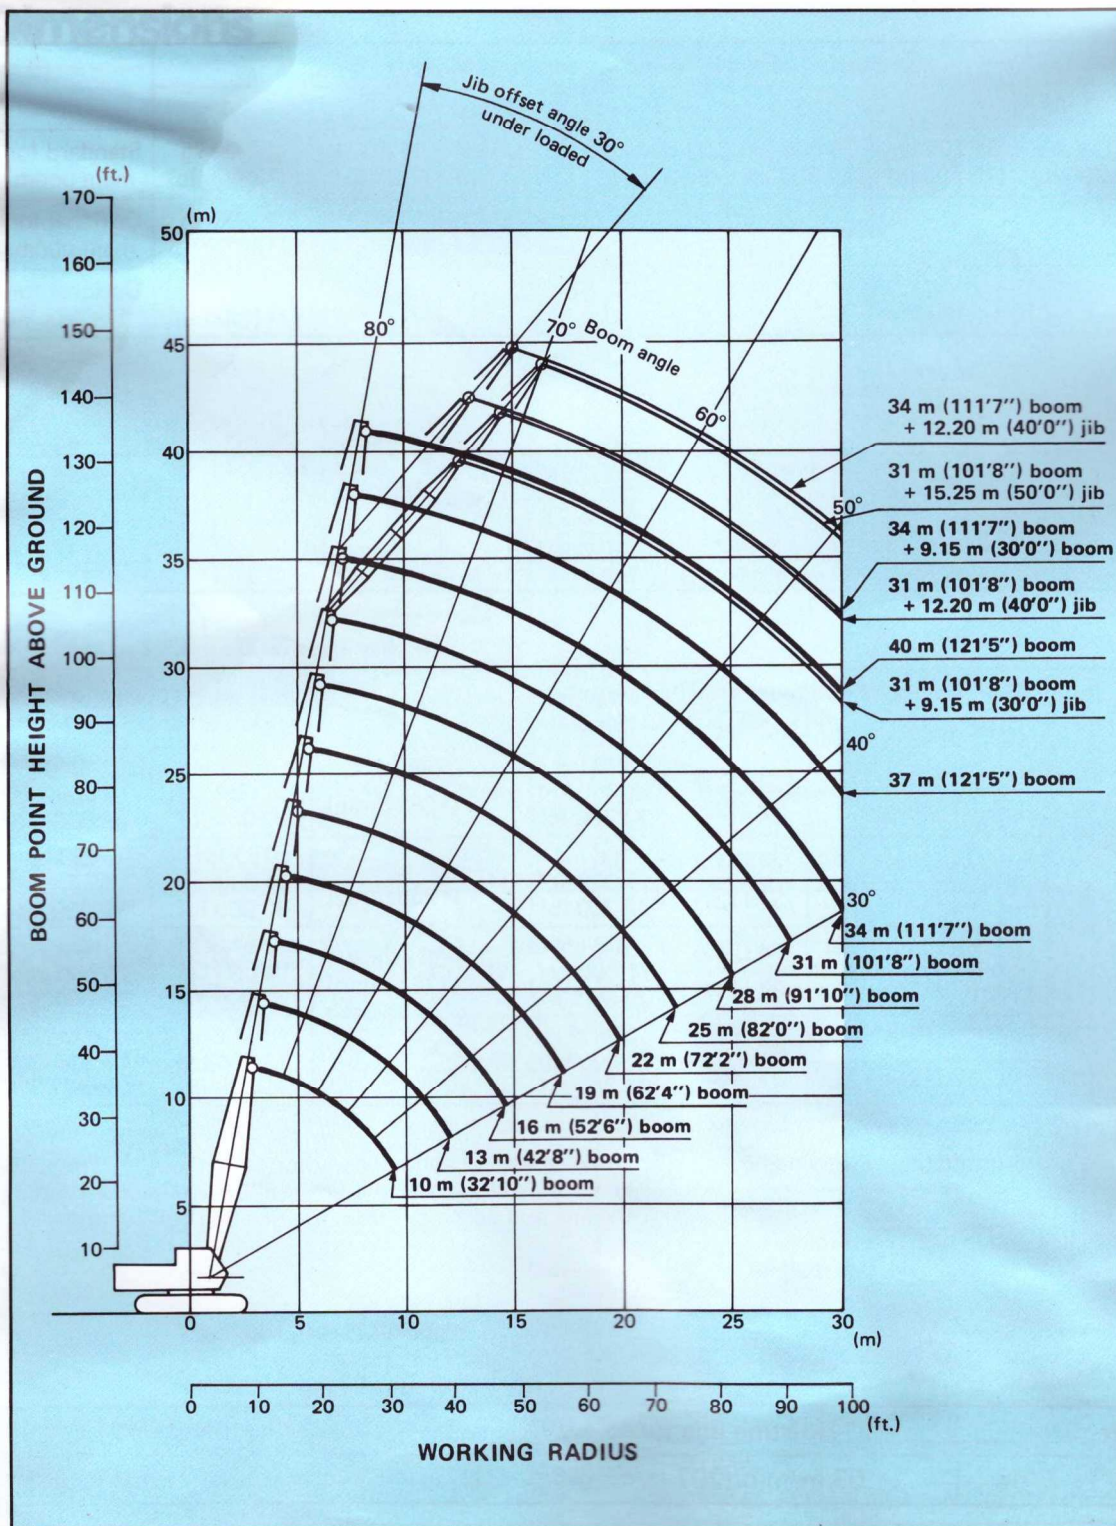 Jib offset angle 30°
under loaded
(ft.)
170
160
150
140
130
120
110
100
90
80
70
60
50
40
30
20
10
BOOM POINT HEIGHT ABOVE GROUND
(m)
50
45
40
35
30
25
20
15
10
5
80°
70°
Boom angle
60°
50°
40°
30°
34 m (111'7'') boom
+ 12.20 m (40'0'') jib
31 m (101'8'') boom
+ 15.25 m (50'0'') jib
34 m (111'7'') boom
+ 9.15 m (30'0'') boom
31 m (101'8'') boom
+ 12.20 m (40'0'') jib
40 m (121'5'') boom
31 m (101'8'') boom
+ 9.15 m (30'0'') jib
37 m (121'5'') boom
34 m (111'7'') boom
31 m (101'8'') boom
28 m (91'10'') boom
25 m (82'0'') boom
22 m (72'2'') boom
19 m (62'4'') boom
16 m (52'6'') boom
13 m (42'8'') boom
10 m (32'10'') boom
0 5 10 15 20 25 30
(m)
0 10 20 30 40 50 60 70 80 90 100
(ft.)
WORKING RADIUS